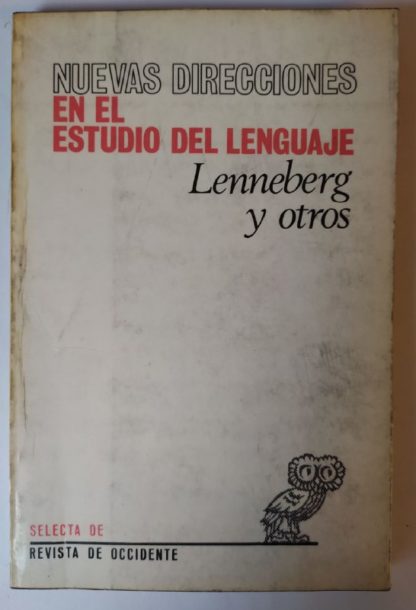 NUEVAS DIRECCIONES
EN EL
ESTUDIO DEL LENGUAJE
Lenneberg
y otros
SELECTA DE
REVISTA DE OCCIDENTE